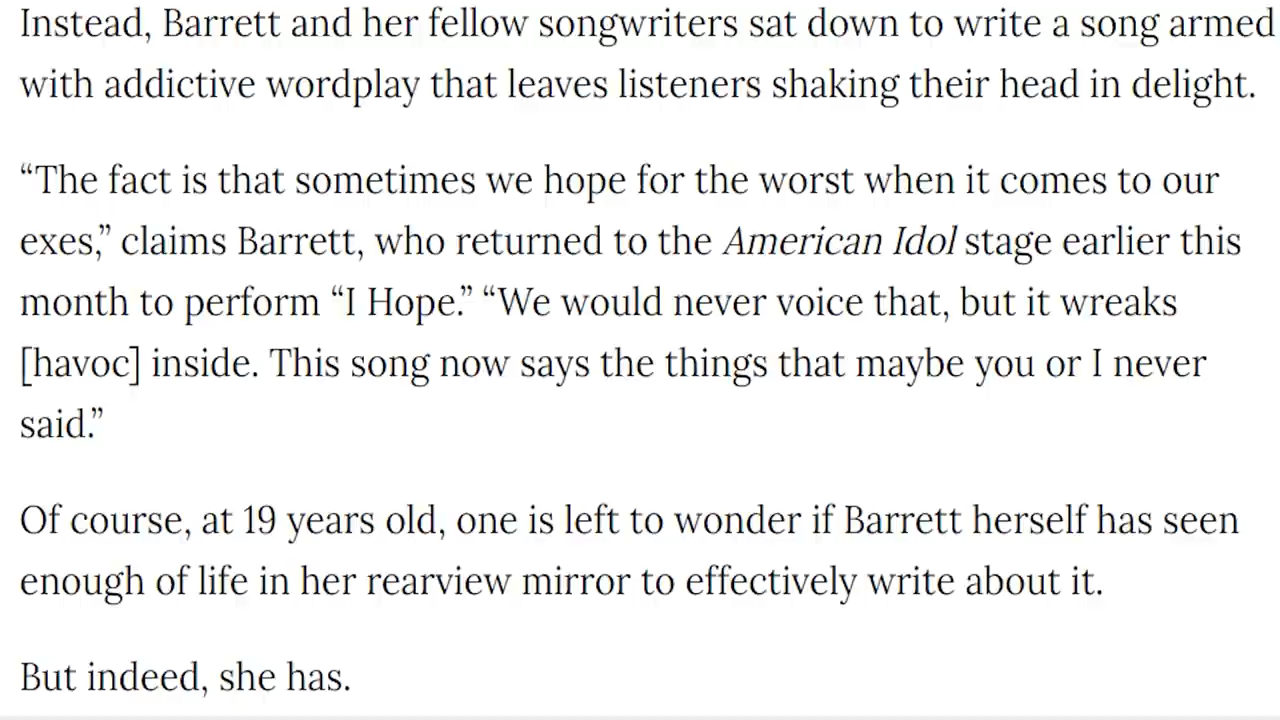 Instead, Barrett and her fellow songwriters sat down to write a song armed
with addictive wordplay that leaves listeners shaking their head in delight.
“The fact is that sometimes we hope for the worst when it comes to our
exes,” claims Barrett, who returned to the American Idol stage earlier this
month to perform “I Hope.” “We would never voice that, but it wreaks
[havoc] inside. This song now says the things that maybe you or I never
said.”
Of course, at 19 years old, one is left to wonder if Barrett herself has seen
enough of life in her rearview mirror to effectively write about it.
But indeed, she has.